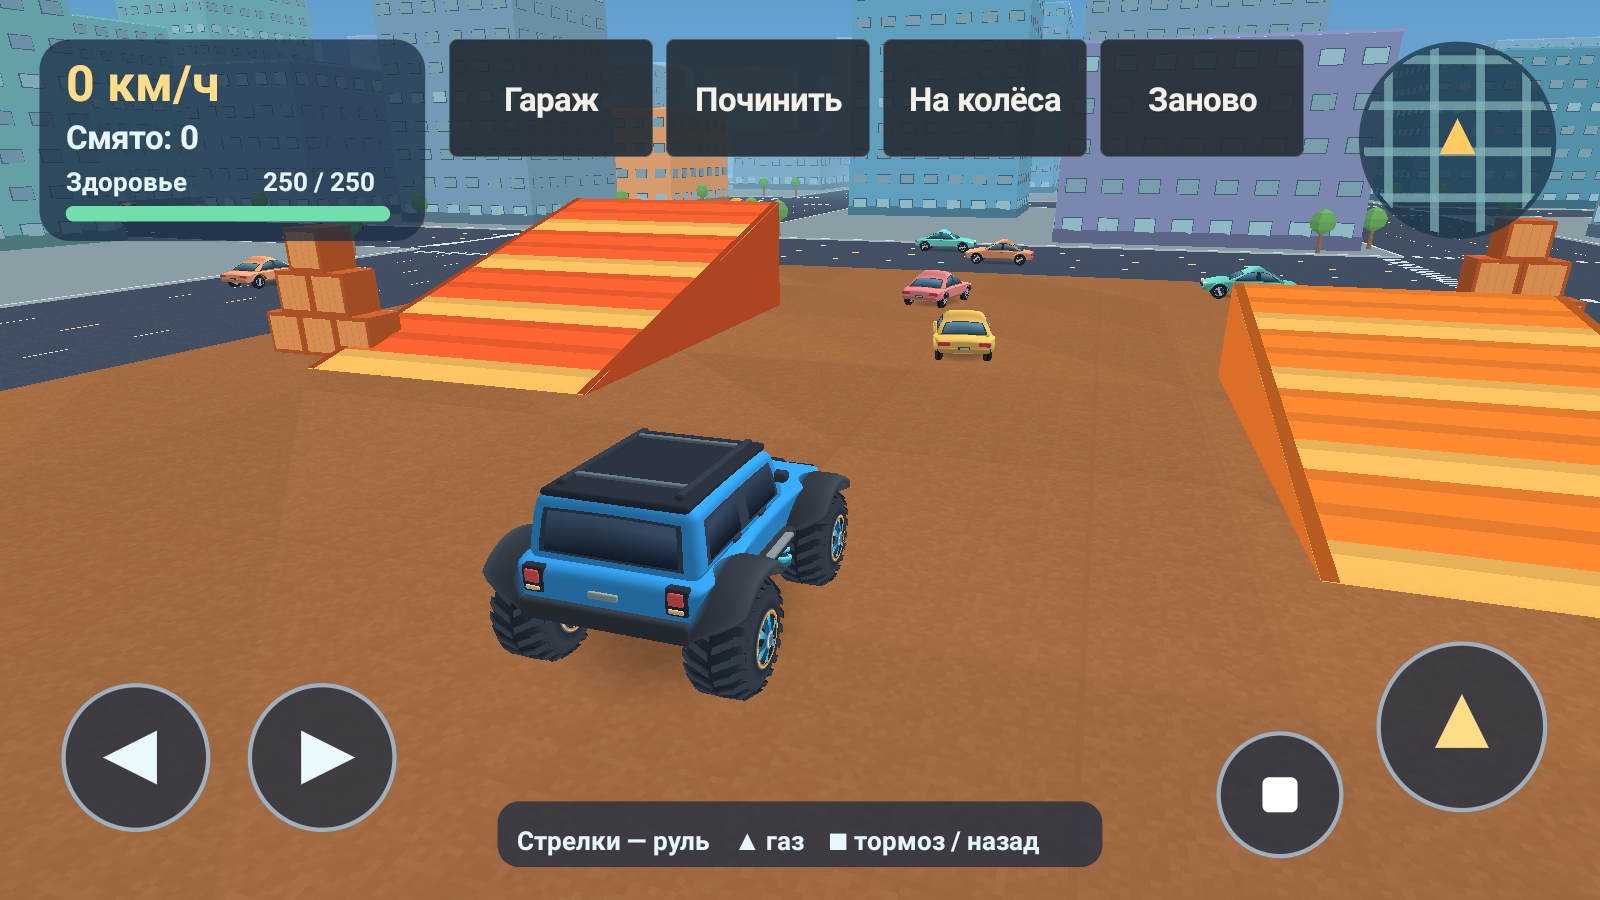 0 км/ч
Смято: 0
Здоровье 250 / 250
Гараж
Починить
На колёса
Заново
Стрелки — руль ▲ газ ■ тормоз / назад